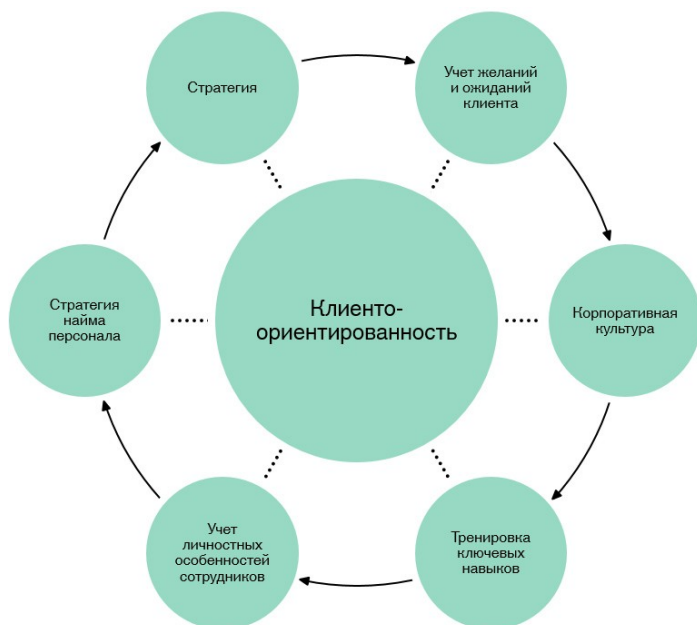 Стратегия
Учет желаний
и ожиданий
клиента
Стратегия
найма
персонала
Клиенто-
ориентированность
Корпоративная
культура
Учет
личностных
особенностей
сотрудников
Тренировка
ключевых
навыков